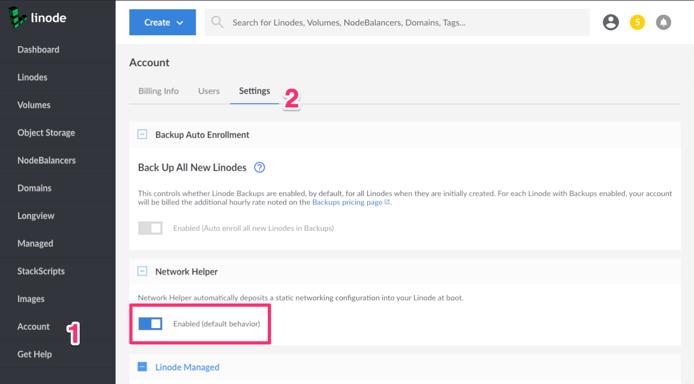 linode
Create
Search for Linodes, Volumes, NodeBalancers, Domains, Tags...
5
Dashboard
Linodes
Volumes
Object Storage
NodeBalancers
Domains
Longview
Managed
StackScripts
Images
Account
1
Get Help
Account
Billing Info
Users
Settings
2
Backup Auto Enrollment
Back Up All New Linodes
This controls whether Linode Backups are enabled, by default, for all Linodes when they are initially created. For each Linode with Backups enabled, your account
will be billed the additional hourly rate noted on the Backups pricing page.
Enabled (Auto enroll all new Linodes in Backups)
Network Helper
Network Helper automatically deposits a static networking configuration into your Linode at boot.
Enabled (default behavior)
Linode Managed